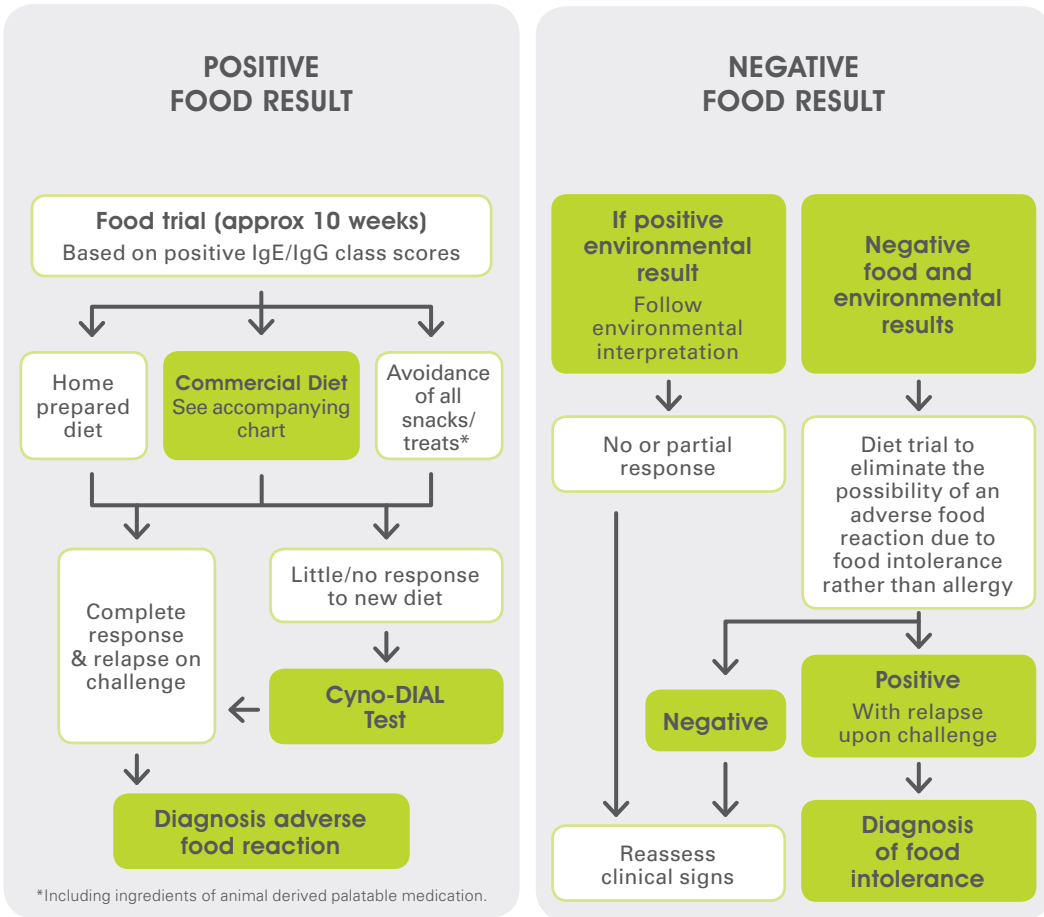 POSITIVE
FOOD RESULT
Food trial (approx 10 weeks)
Based on positive IgE/IgG class scores
Home
prepared
diet
Commercial Diet
See accompanying
chart
Avoidance
of all
snacks/
treats*
Complete
response
& relapse on
challenge
Little/no response
to new diet
Cyno-DIAL
Test
Diagnosis adverse
food reaction
*Including ingredients of animal derived palatable medication.
NEGATIVE
FOOD RESULT
If positive
environmental
result
Follow
environmental
interpretation
Negative
food and
environmental
results
No or partial
response
Diet trial to
eliminate the
possibility of an
adverse food
reaction due to
food intolerance
rather than allergy
Negative
Positive
With relapse
upon challenge
Reassess
clinical signs
Diagnosis
of food
intolerance